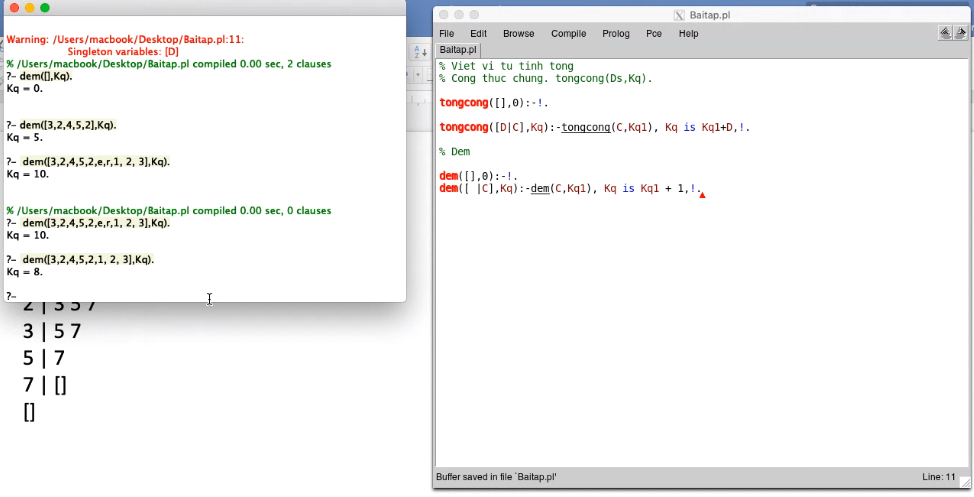 Warning: /Users/macbook/Desktop/Baitap.pl:11:
Singleton variables: [D]
% /Users/macbook/Desktop/Baitap.pl compiled 0.00 sec, 2 clauses
?- dem([],Kq).
Kq = 0.
?- dem([3,2,4,5,2],Kq).
Kq = 5.
?- dem([3,2,4,5,2,e,r,1, 2, 3],Kq).
Kq = 10.
% /Users/macbook/Desktop/Baitap.pl compiled 0.00 sec, 0 clauses
?- dem([3,2,4,5,2,e,r,1, 2, 3],Kq).
Kq = 10.
?- dem([3,2,4,5,2,1, 2, 3],Kq).
Kq = 8.
?-
2 | 3 5 7
3 | 5 7
5 | 7
7 | []
[]
Baitap.pl
File Edit Browse Compile Prolog Pce Help
Baitap.pl
% Viet vi tu tinh tong
% Cong thuc chung. tongcong(Ds,Kq).
tongcong([],0):-!.
tongcong([D|C],Kq):-tongcong(C,Kq1), Kq is Kq1+D,!.
% Dem
dem([],0):-!.
dem([ |C],Kq):-dem(C,Kq1), Kq is Kq1 + 1,!.
Buffer saved in file `Baitap.pl'
Line: 11